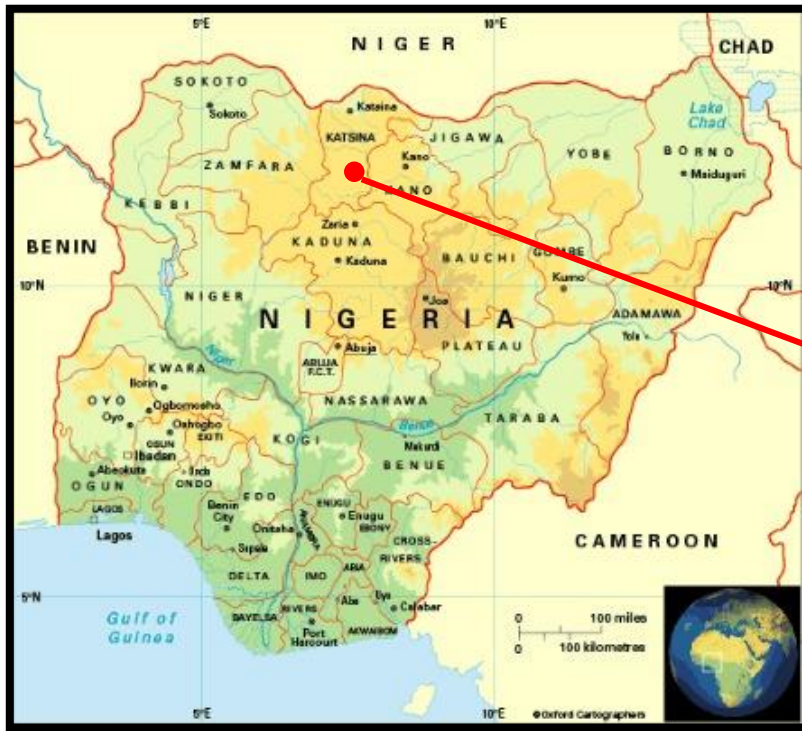 5°E
10°E
NIGER
CHAD
SOKOTO
Sokoto
Katsina
KATSINA
JIGAWA
Lake
Chad
ZAMFARA
Kano
KANO
YOBE
BORNO
Maiduguri
KEBBI
Zaria
KADUNA
Kaduna
BENIN
BAUCHI
GOMBE
Kumo
10°N
10°N
NIGER
NIGERIA
Jos
ADAMAWA
Yola
PLATEAU
Niger
Abuja
ABUJA
F.C.T.
KWARA
Ilorin
NASSARAWA
OYO
Ogbomosho
Oyo
Oshogbo
OSUN
EKITI
KOGI
Benue
TARABA
Makurdi
Ibadan
BENUE
Abeokuta
OGUN
ONDO
EDO
ENUGU
LAGOS
Benin
City
Enugu
EBONY
Lagos
Onitsha
ANAMBRA
CROSS-
RIVERS
CAMEROON
Sapele
DELTA
IMO
ABIA
5°N
Gulf of
Guinea
Aba
Uyo
Calabar
BAYELSA
RIVERS
Port
Harcourt
AKWAIBOM
0 100 miles
0 100 kilometres
5°E
10°E
©Oxford Cartographers